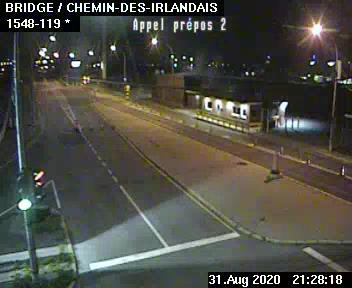 BRIDGE / CHEMIN-DES-IRLANDAIS
1548-119 *
Appel prépos 2
31.Aug 2020 21:28:18